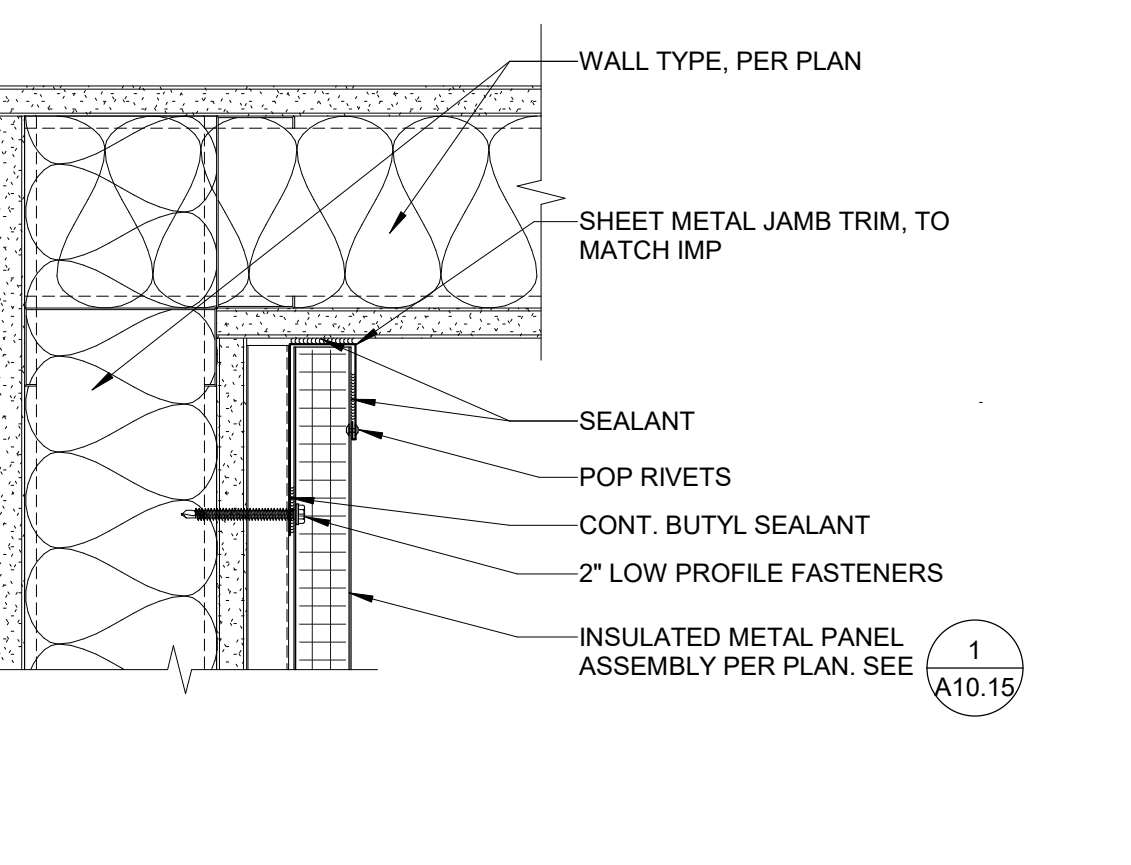 WALL TYPE, PER PLAN
SHEET METAL JAMB TRIM, TO
MATCH IMP
SEALANT
POP RIVETS
CONT. BUTYL SEALANT
2" LOW PROFILE FASTENERS
INSULATED METAL PANEL
ASSEMBLY PER PLAN. SEE
1
A10.15